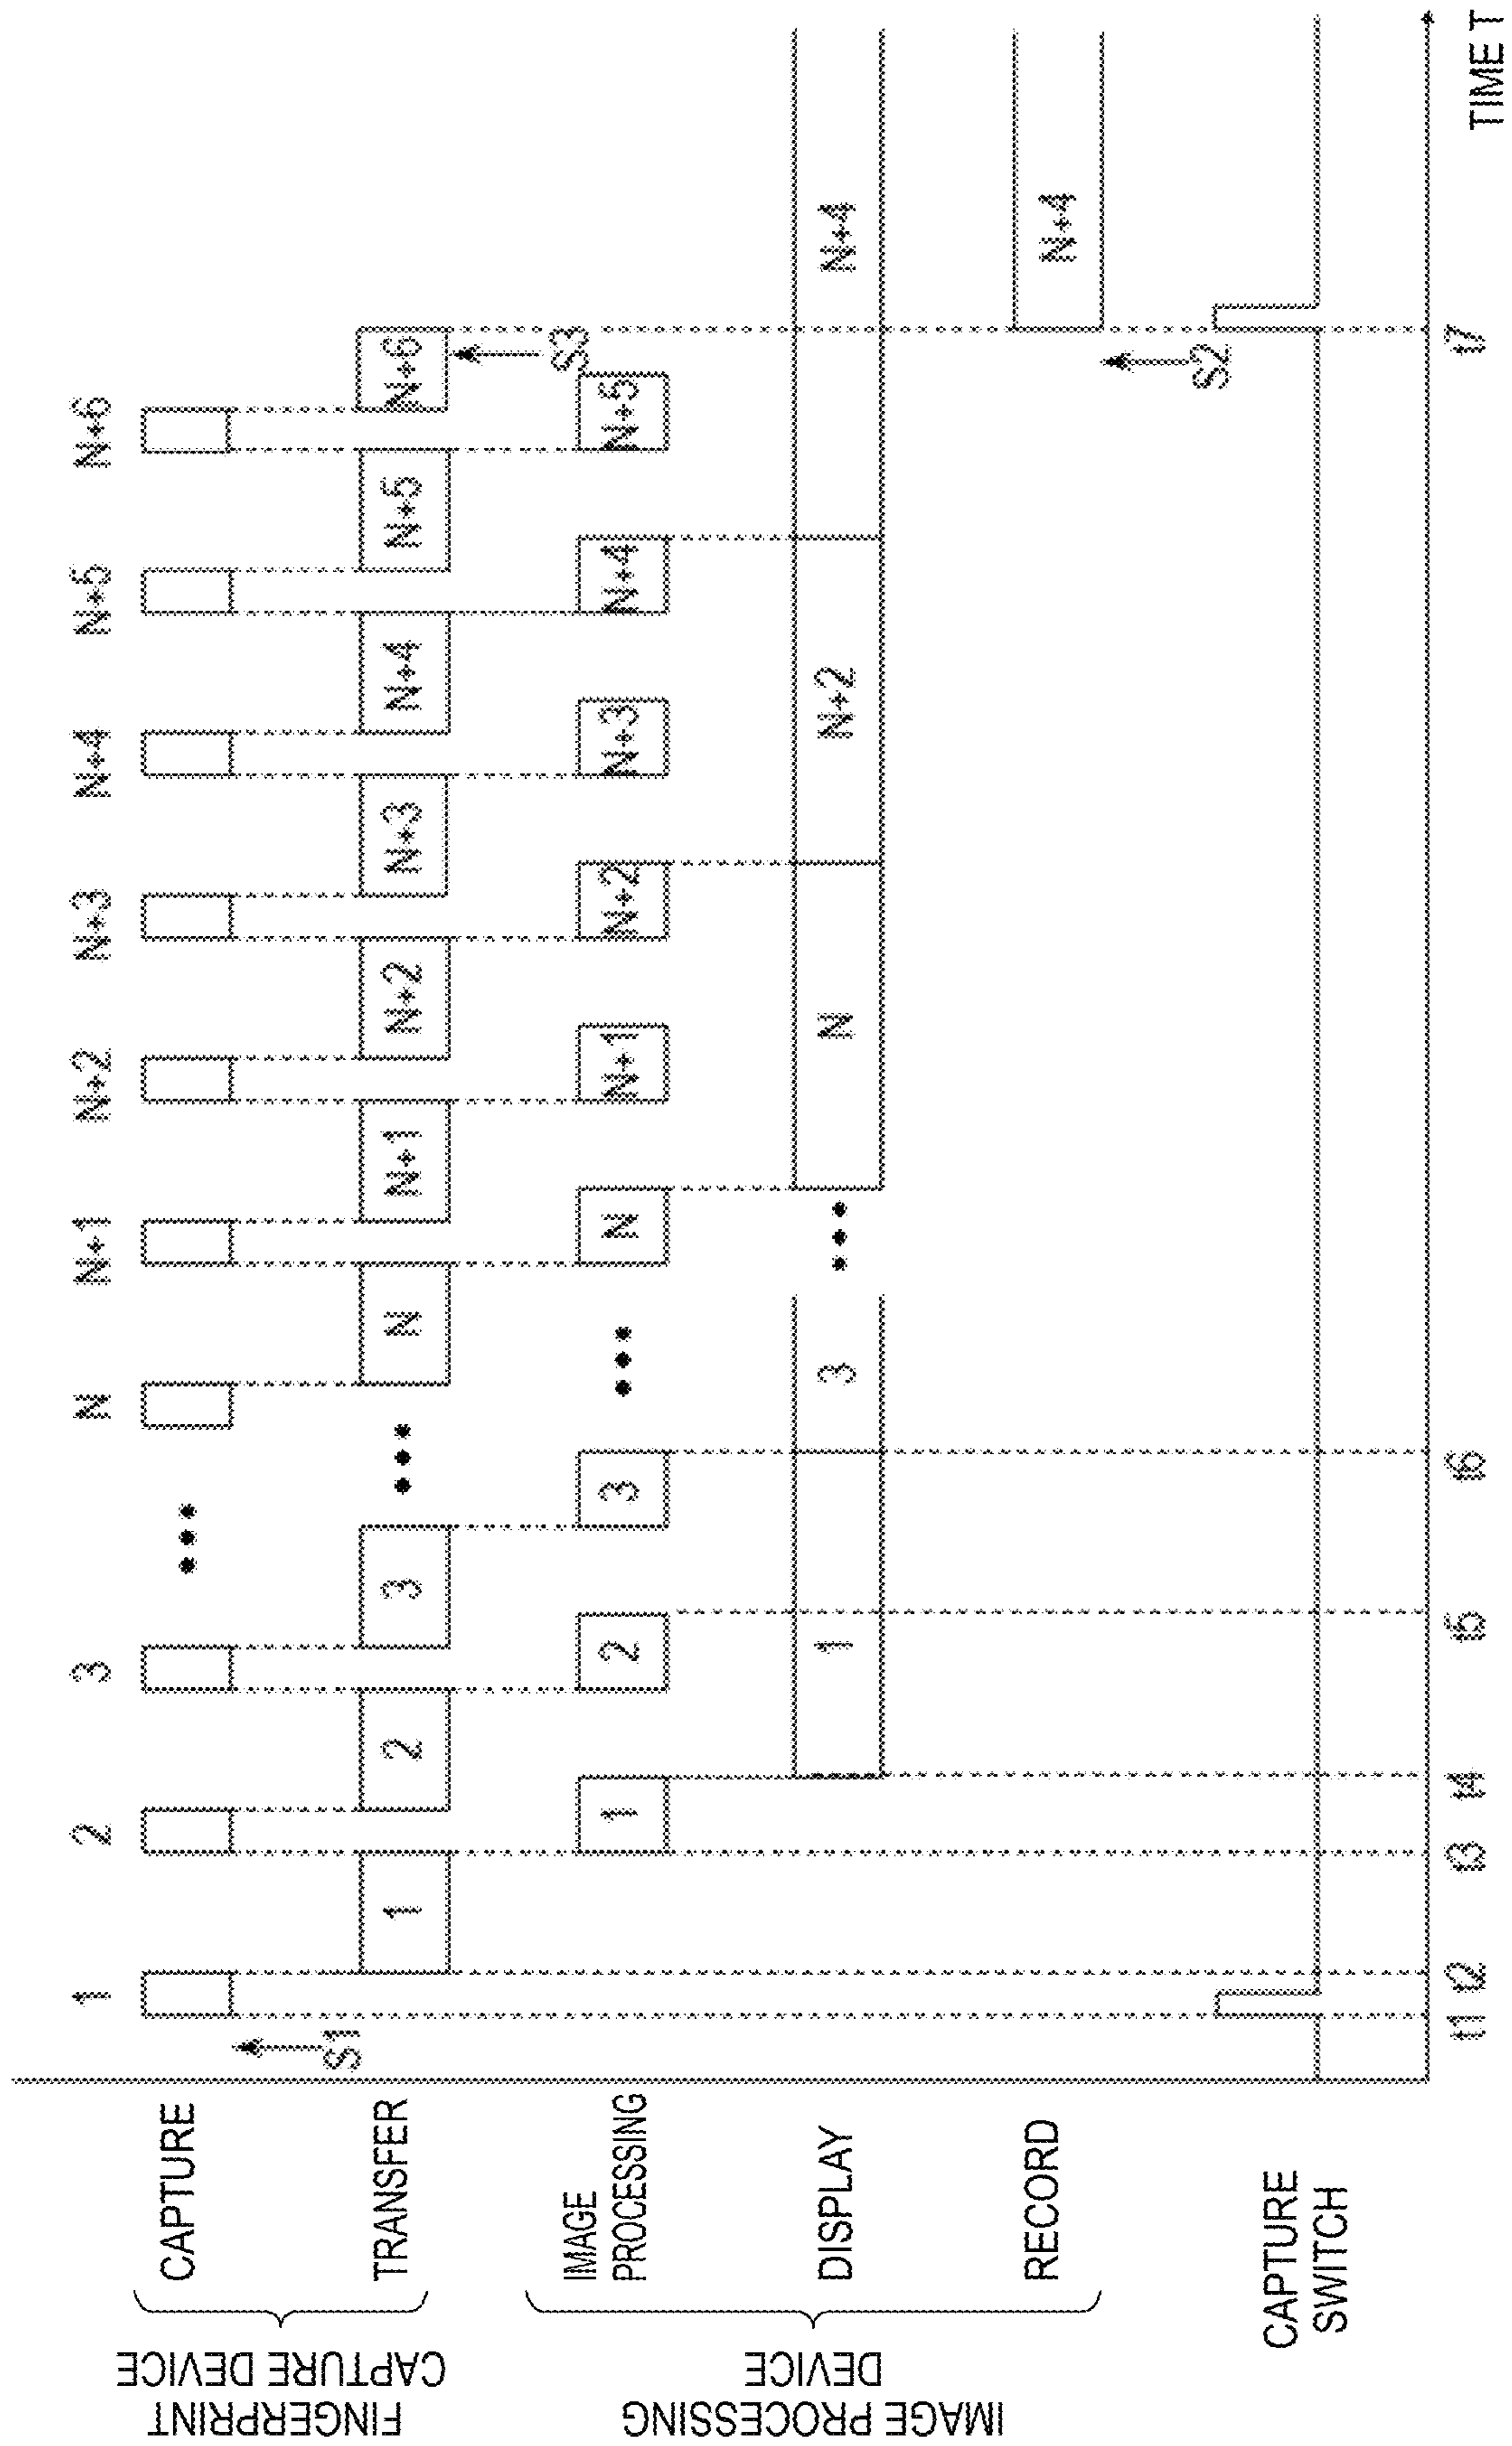 FINGERPRINT
CAPTURE DEVICE
CAPTURE
1 2 3 ••• N N+1 N+2 N+3 N+4 N+5 N+6
S1
TRANSFER
1 2 3 ••• N N+1 N+2 N+3 N+4 N+5 N+6
S3
IMAGE PROCESSING
DEVICE
IMAGE
PROCESSING
1 2 3 ••• N N+1 N+2 N+3 N+4 N+5
DISPLAY
1 3 ••• N N+2 N+4
RECORD
N+4
S2
CAPTURE
SWITCH
t1 t2 t3 t4 t5 t6 t7
TIME T